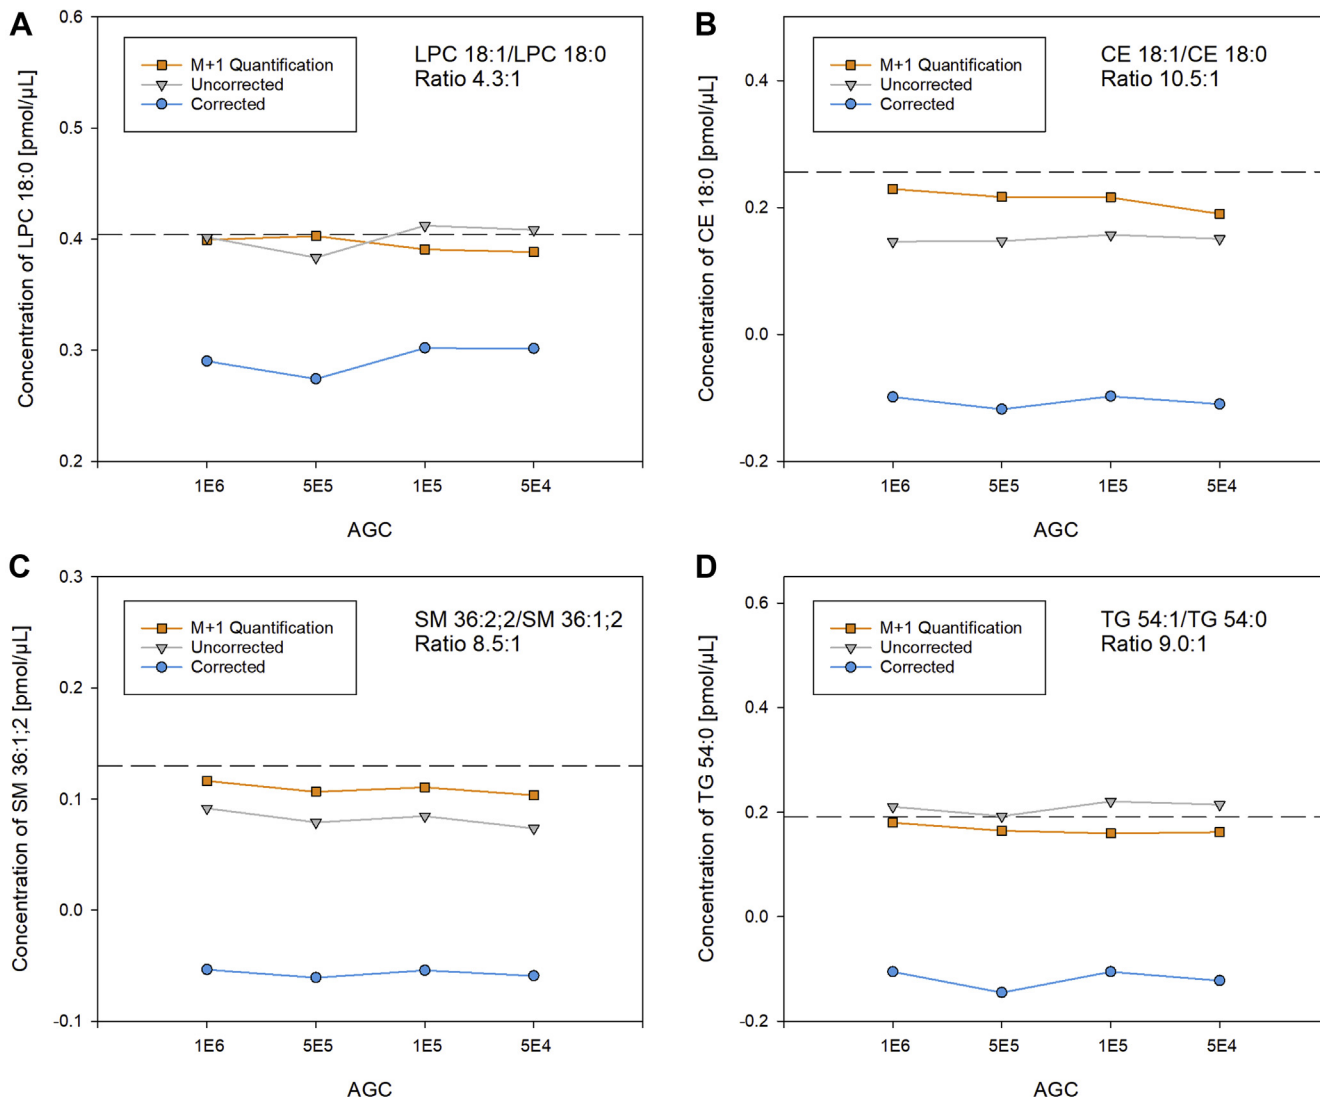 A
0.6
0.5
0.4
0.3
0.2
Concentration of LPC 18:0 [pmol/µL]
M+1 Quantification
Uncorrected
Corrected
LPC 18:1/LPC 18:0
Ratio 4.3:1
1E6 5E5 1E5 5E4
AGC
B
0.4
0.2
0.0
-0.2
Concentration of CE 18:0 [pmol/µL]
M+1 Quantification
Uncorrected
Corrected
CE 18:1/CE 18:0
Ratio 10.5:1
1E6 5E5 1E5 5E4
AGC
C
0.3
0.2
0.1
0.0
-0.1
Concentration of SM 36:1;2 [pmol/µL]
M+1 Quantification
Uncorrected
Corrected
SM 36:2;2/SM 36:1;2
Ratio 8.5:1
1E6 5E5 1E5 5E4
AGC
D
0.6
0.4
0.2
0.0
-0.2
Concentration of TG 54:0 [pmol/µL]
M+1 Quantification
Uncorrected
Corrected
TG 54:1/TG 54:0
Ratio 9.0:1
1E6 5E5 1E5 5E4
AGC